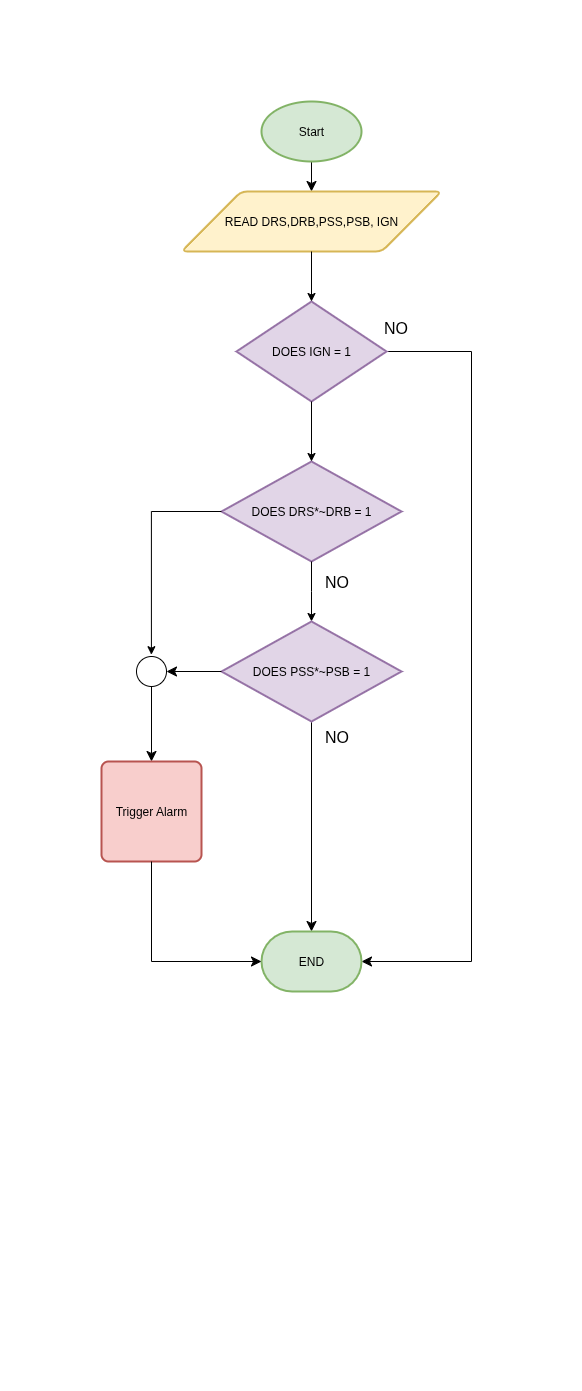 Start
READ DRS,DRB,PSS,PSB, IGN
NO
DOES IGN = 1
DOES DRS*~DRB = 1
NO
DOES PSS*~PSB = 1
NO
Trigger Alarm
END